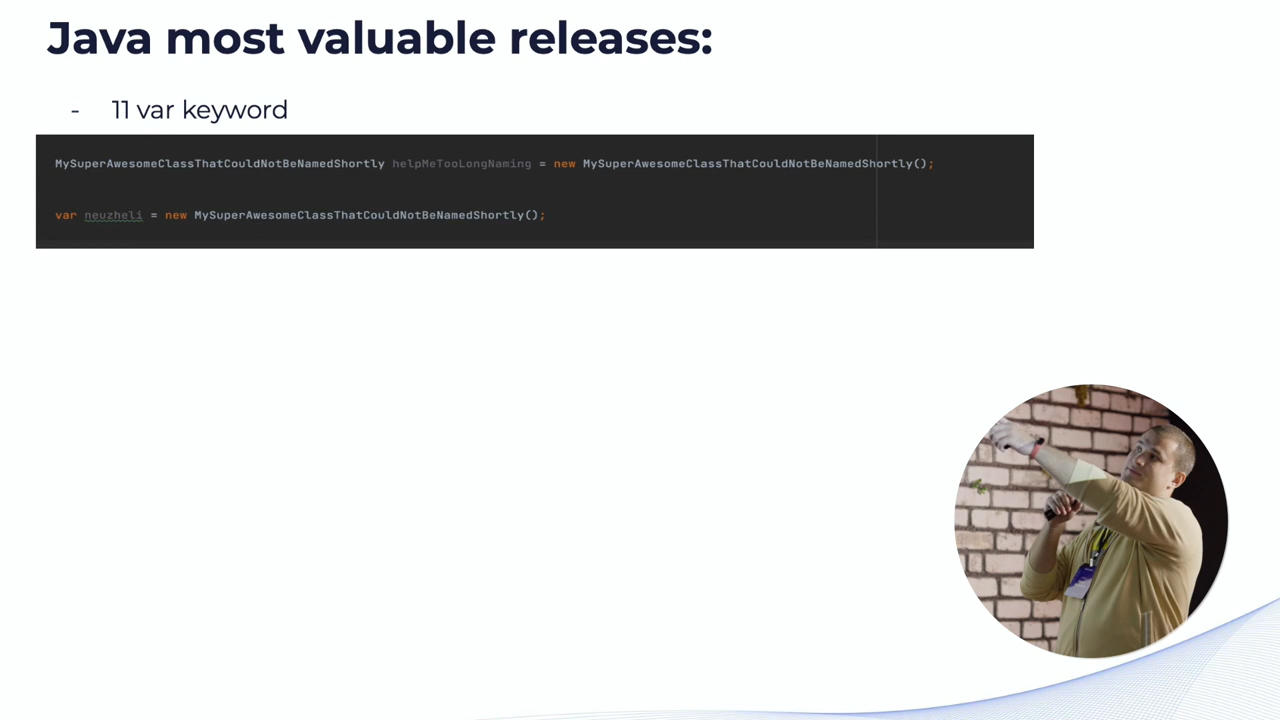 Java most valuable releases:
- 11 var keyword
MySuperAwesomeClassThatCouldNotBeNamedShortly helpMeTooLongNaming = new MySuperAwesomeClassThatCouldNotBeNamedShortly();
var neuzheli = new MySuperAwesomeClassThatCouldNotBeNamedShortly();